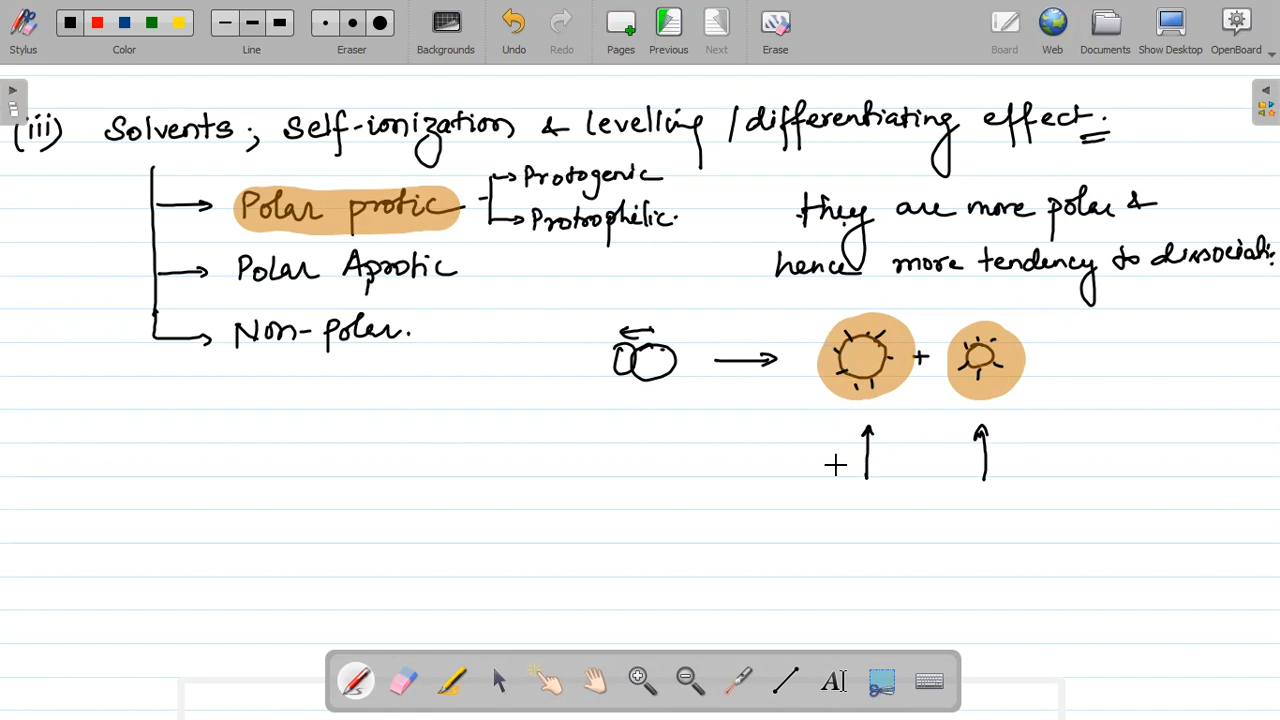 Stylus
Color
Line
Eraser
Backgrounds
Undo
Redo
Pages
Previous
Next
Erase
Board
Web
Documents
Show Desktop
OpenBoard
(iii) Solvents, Self-ionization & levelling / differentiating effect.
Polar protic
Protogenic
Protrophilic.
they are more polar &
hence more tendency to
Polar Aprotic
Non-polar.
+
+
AI